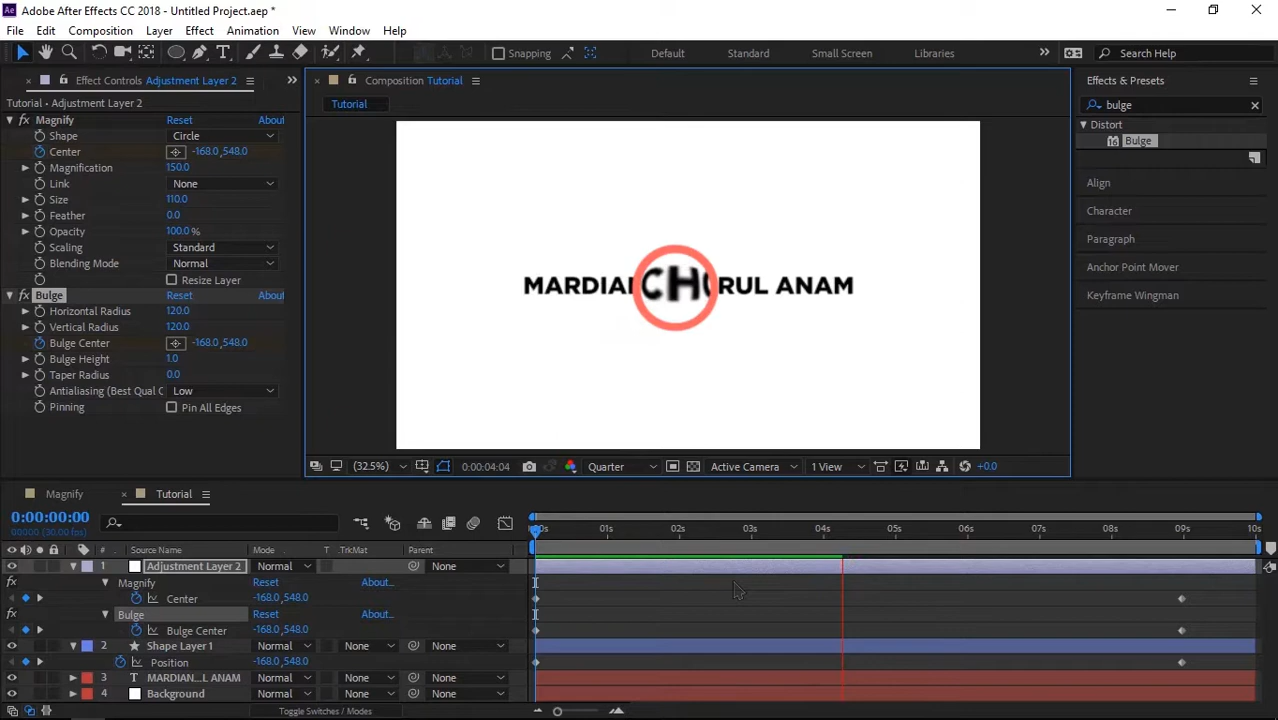 Adobe After Effects CC 2018 - Untitled Project.aep *
File Edit Composition Layer Effect Animation View Window Help
Snapping Default Standard Small Screen Libraries Search Help
Effect Controls Adjustment Layer 2
Composition Tutorial
Effects & Presets
Tutorial • Adjustment Layer 2
Tutorial
bulge
Magnify Reset About
Distort
Shape Circle
Bulge
Center -168.0,548.0
Magnification 150.0
Link None
Align
Size 110.0
Character
Feather 0.0
Opacity 100.0 %
Paragraph
Scaling Standard
Blending Mode Normal
Anchor Point Mover
Resize Layer
MARDIAN CHURUL ANAM
Bulge Reset About
Keyframe Wingman
Horizontal Radius 120.0
Vertical Radius 120.0
Bulge Center -168.0,548.0
Bulge Height 1.0
Taper Radius 0.0
Antialiasing (Best Qual C Low
Pinning Pin All Edges
(32.5%) 0:00:04:04 Quarter Active Camera 1 View +0.0
Magnify Tutorial
0:00:00:00
00000 (30.00 fps)
00s 01s 02s 03s 04s 05s 06s 07s 08s 09s 10s
# Source Name Mode T .TrkMat Parent
1 Adjustment Layer 2 Normal None
Magnify Reset About...
Center -168.0,548.0
Bulge Reset About...
Bulge Center -168.0,548.0
2 Shape Layer 1 Normal None None
Position -168.0,548.0
3 T MARDIAN...L ANAM Normal None None
4 Background Normal None None
Toggle Switches / Modes